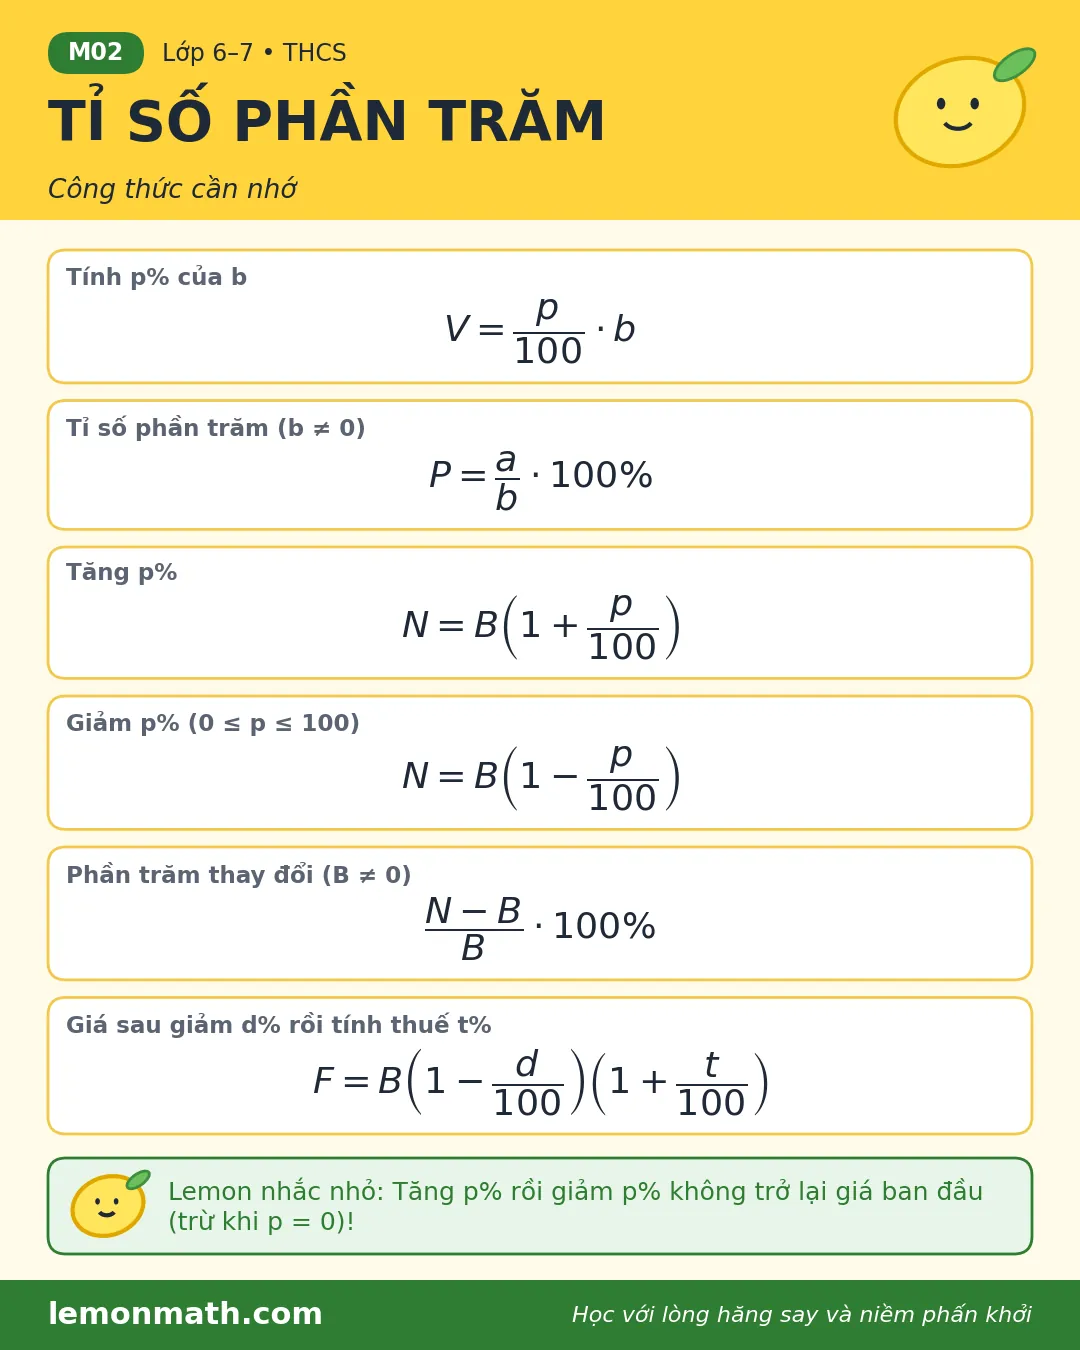 M02 Lớp 6–7 • THCS
TỈ SỐ PHẦN TRĂM
Công thức cần nhớ
Tính p% của b
V = p/100 · b
Tỉ số phần trăm (b ≠ 0)
P = a/b · 100%
Tăng p%
N = B(1 + p/100)
Giảm p% (0 ≤ p ≤ 100)
N = B(1 − p/100)
Phần trăm thay đổi (B ≠ 0)
(N − B)/B · 100%
Giá sau giảm d% rồi tính thuế t%
F = B(1 − d/100)(1 + t/100)
Lemon nhắc nhỏ: Tăng p% rồi giảm p% không trở lại giá ban đầu
(trừ khi p = 0)!
lemonmath.com
Học với lòng hăng say và niềm phấn khởi